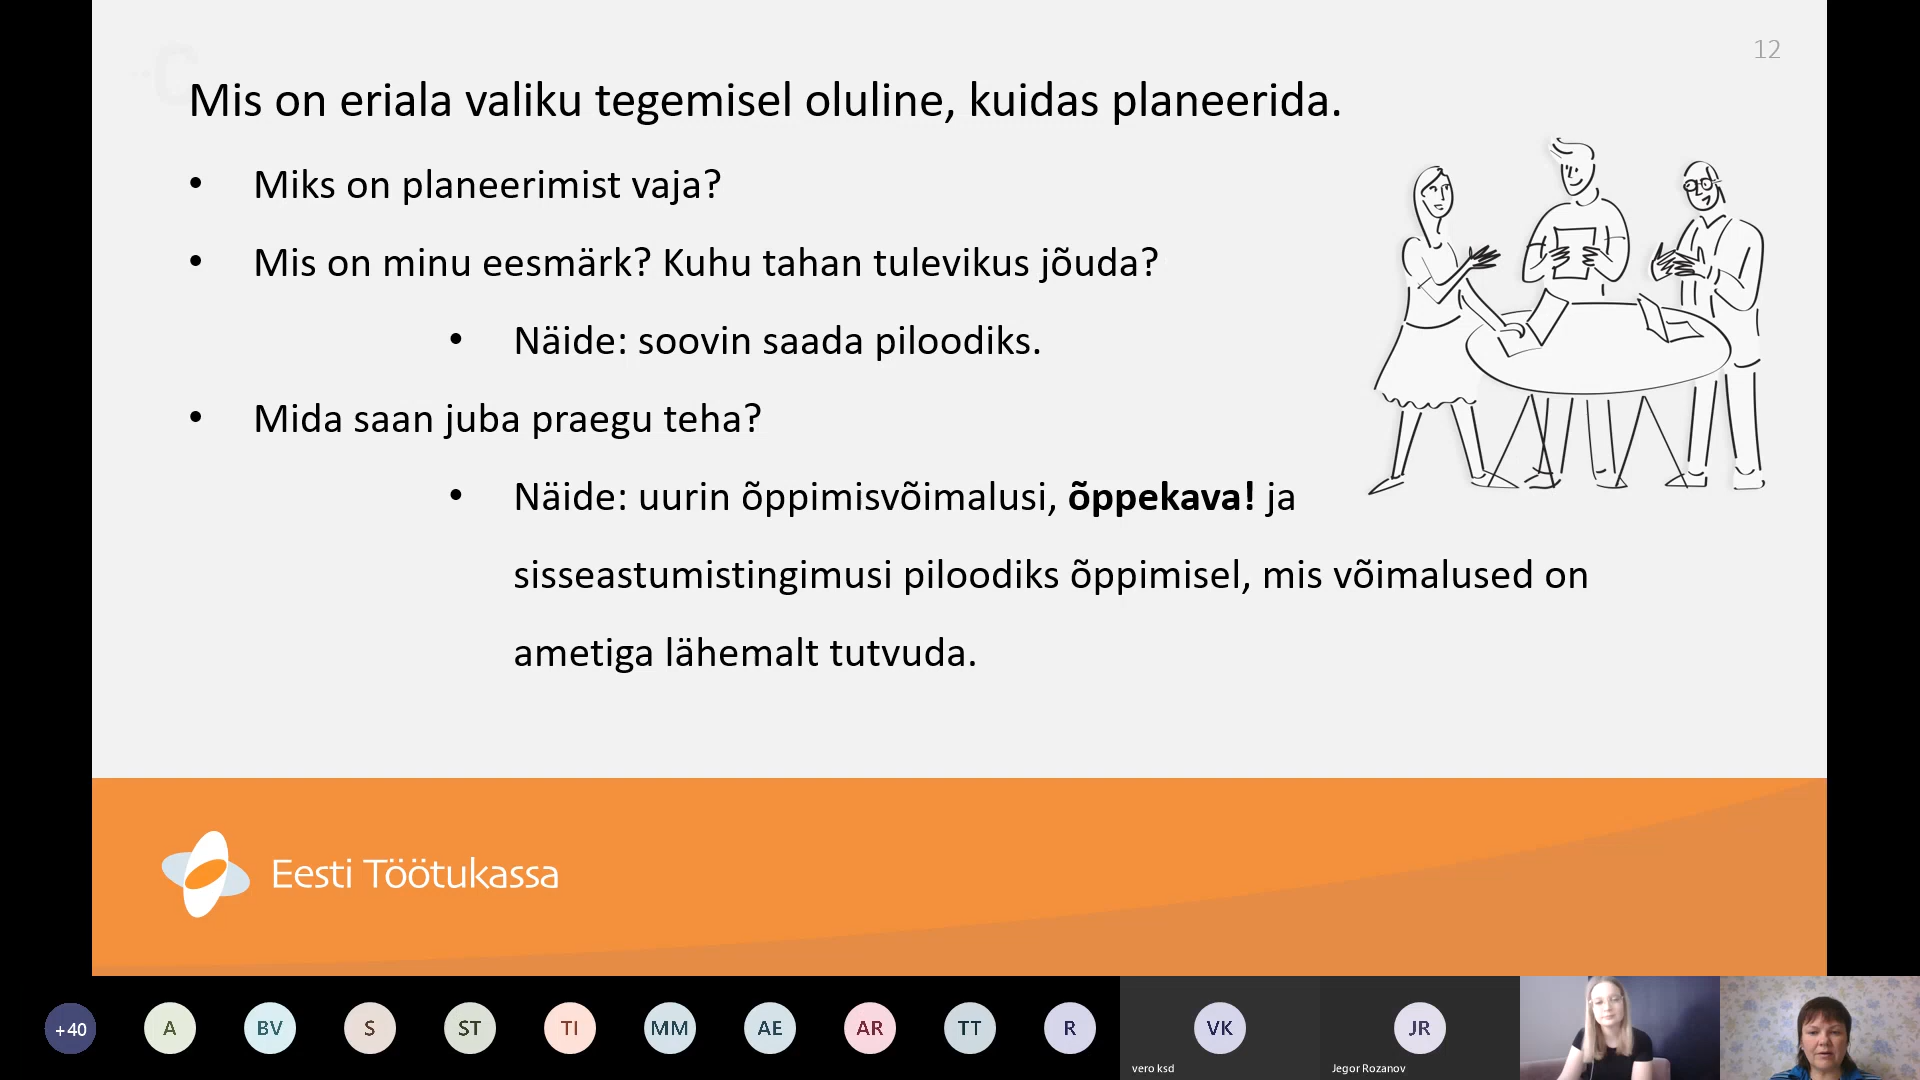 12
Mis on eriala valiku tegemisel oluline, kuidas planeerida.
• Miks on planeerimist vaja?
• Mis on minu eesmärk? Kuhu tahan tulevikus jõuda?
• Näide: soovin saada piloodiks.
• Mida saan juba praegu teha?
• Näide: uurin õppimisvõimalusi, õppekava! ja
sisseastumistingimusi piloodiks õppimisel, mis võimalused on
ametiga lähemalt tutvuda.
Eesti Töötukassa
+40
A
BV
S
ST
TI
MM
AE
AR
TT
R
VK
JR
vero ksd
Jegor Rozanov